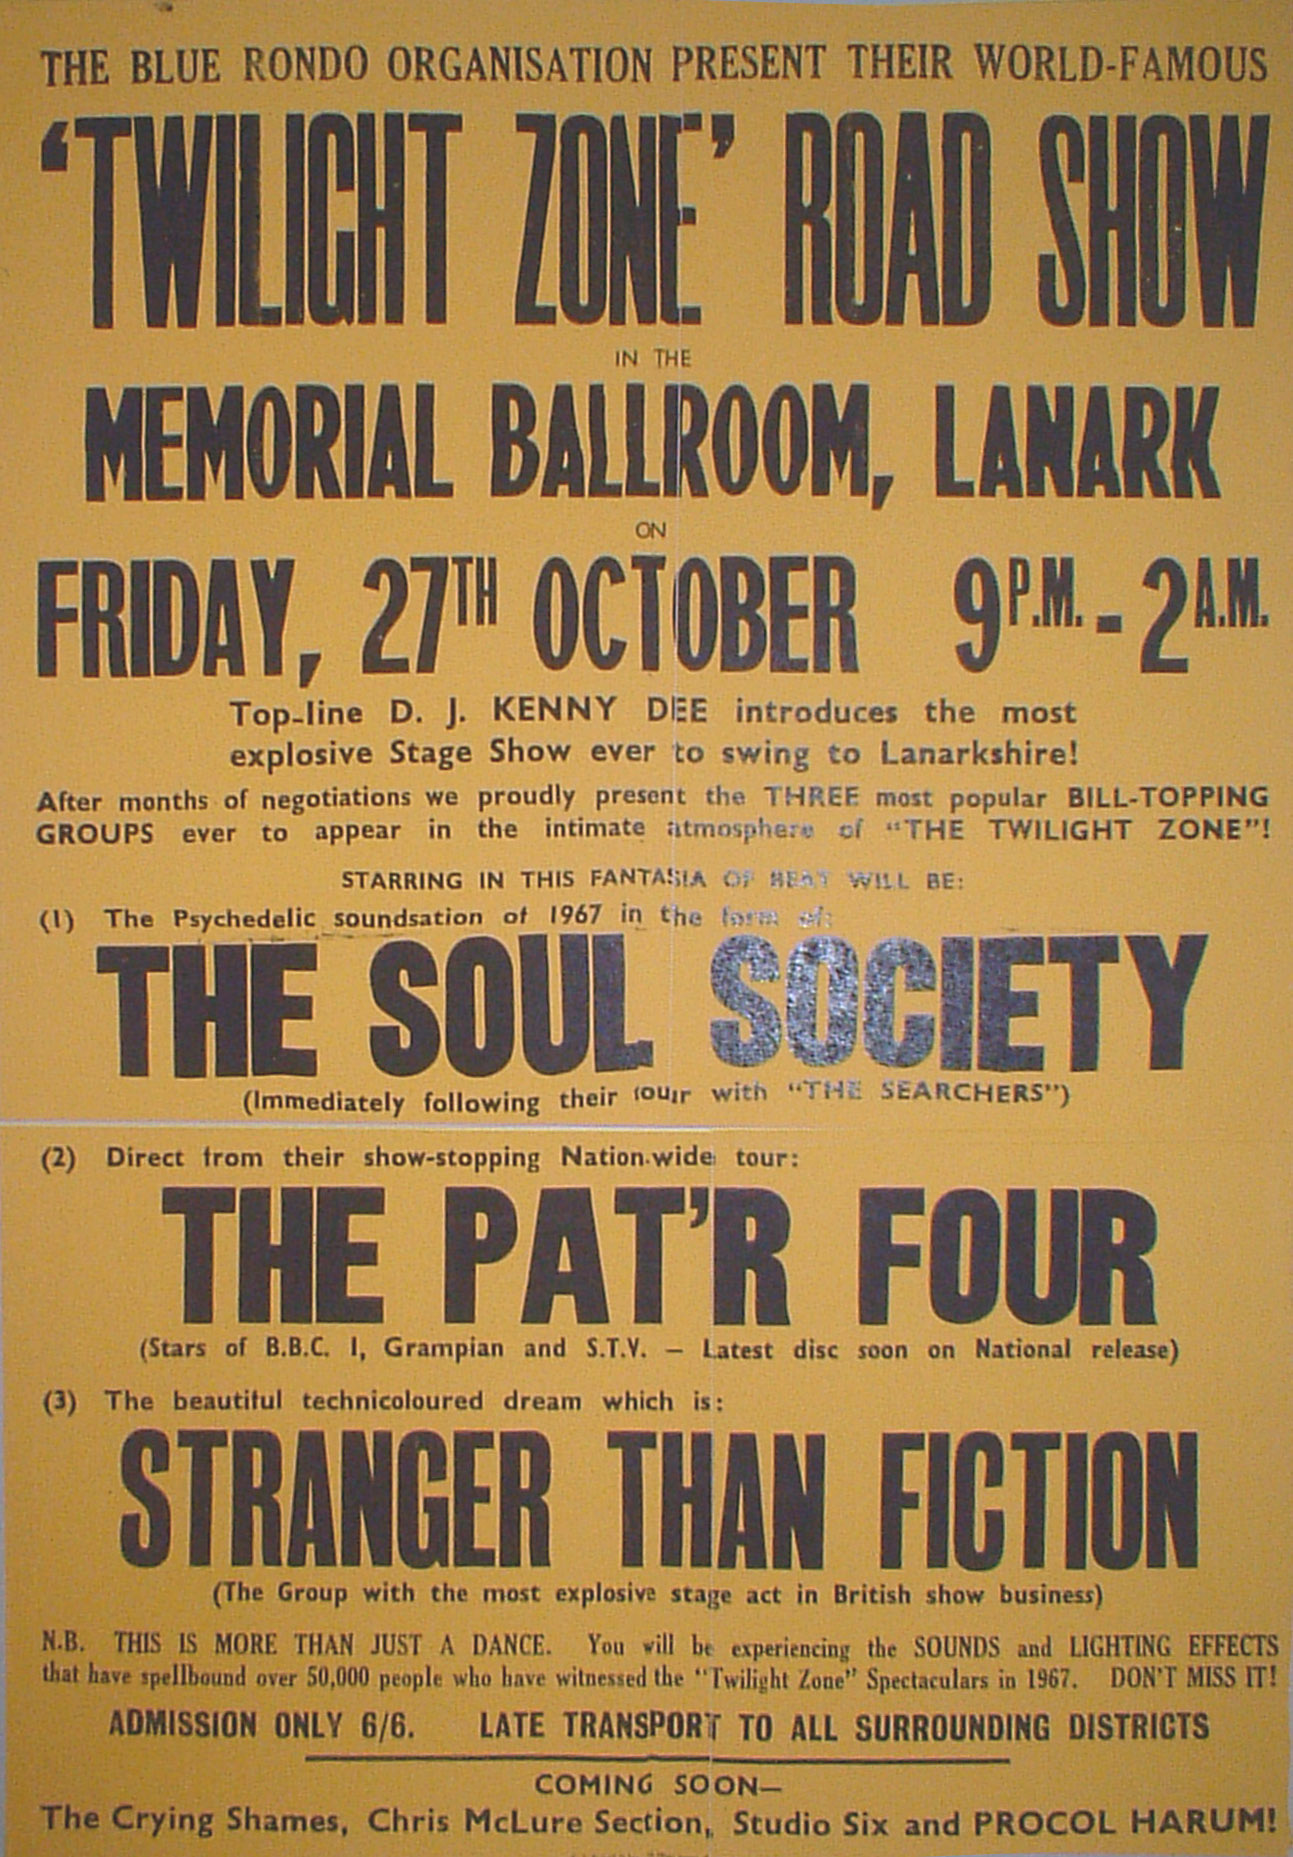 THE BLUE RONDO ORGANISATION PRESENT THEIR WORLD-FAMOUS
‘TWILIGHT ZONE’ ROAD SHOW
IN THE
MEMORIAL BALLROOM, LANARK
ON
FRIDAY, 27TH OCTOBER 9P.M. - 2A.M.
Top-line D. J. KENNY DEE introduces the most
explosive Stage Show ever to swing to Lanarkshire!
After months of negotiations we proudly present the THREE most popular BILL-TOPPING
GROUPS ever to appear in the intimate atmosphere of “THE TWILIGHT ZONE”!
STARRING IN THIS FANTASIA OF BEAT WILL BE:
(1) The Psychedelic soundsation of 1967 in the form of:
THE SOUL SOCIETY
(Immediately following their tour with “THE SEARCHERS”)
(2) Direct from their show-stopping Nation-wide tour:
THE PAT’R FOUR
(Stars of B.B.C. 1, Grampian and S.T.V. — Latest disc soon on National release)
(3) The beautiful technicoloured dream which is:
STRANGER THAN FICTION
(The Group with the most explosive stage act in British show business)
N.B. THIS IS MORE THAN JUST A DANCE. You will be experiencing the SOUNDS and LIGHTING EFFECTS
that have spellbound over 50,000 people who have witnessed the “Twilight Zone” Spectaculars in 1967. DON’T MISS IT!
ADMISSION ONLY 6/6. LATE TRANSPORT TO ALL SURROUNDING DISTRICTS
COMING SOON—
The Crying Shames, Chris McLure Section, Studio Six and PROCOL HARUM!